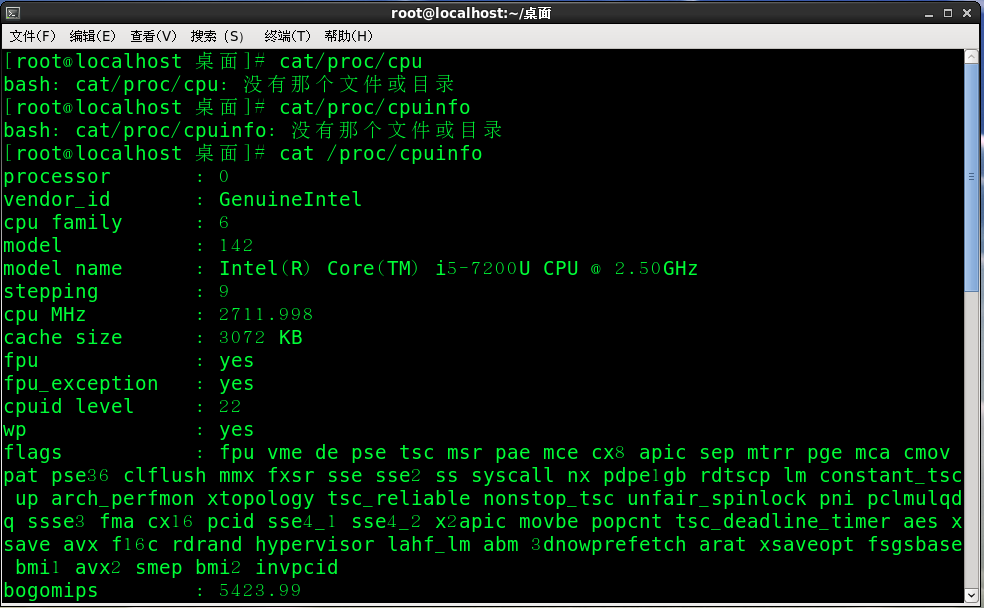 root@localhost:~/桌面
文件(F) 编辑(E) 查看(V) 搜索 (S) 终端(T) 帮助(H)
[root@localhost 桌面]# cat/proc/cpu
bash: cat/proc/cpu: 没有那个文件或目录
[root@localhost 桌面]# cat/proc/cpuinfo
bash: cat/proc/cpuinfo: 没有那个文件或目录
[root@localhost 桌面]# cat /proc/cpuinfo
processor : 0
vendor_id : GenuineIntel
cpu family : 6
model : 142
model name : Intel(R) Core(TM) i5-7200U CPU @ 2.50GHz
stepping : 9
cpu MHz : 2711.998
cache size : 3072 KB
fpu : yes
fpu_exception : yes
cpuid level : 22
wp : yes
flags : fpu vme de pse tsc msr pae mce cx8 apic sep mtrr pge mca cmov
pat pse36 clflush mmx fxsr sse sse2 ss syscall nx pdpe1gb rdtscp lm constant_tsc
up arch_perfmon xtopology tsc_reliable nonstop_tsc unfair_spinlock pni pclmulqd
q ssse3 fma cx16 pcid sse4_1 sse4_2 x2apic movbe popcnt tsc_deadline_timer aes x
save avx f16c rdrand hypervisor lahf_lm abm 3dnowprefetch arat xsaveopt fsgsbase
bmi1 avx2 smep bmi2 invpcid
bogomips : 5423.99